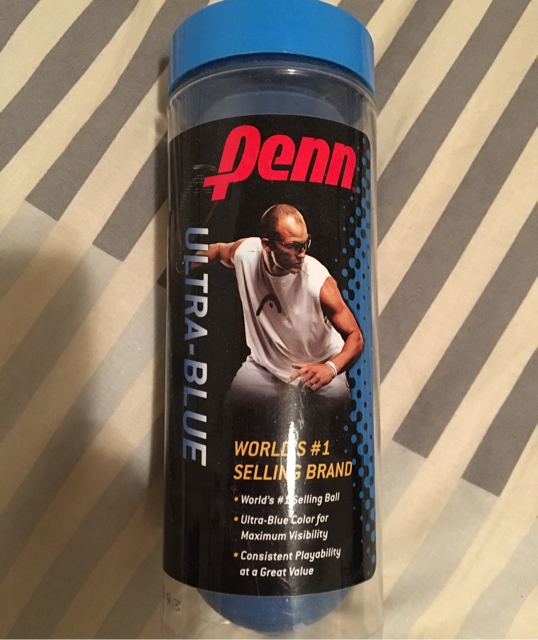 Penn
ULTRA-BLUE
WORLD'S #1
SELLING BRAND
• World's #1 Selling Ball
• Ultra-Blue Color for
Maximum Visibility
• Consistent Playability
at a Great Value